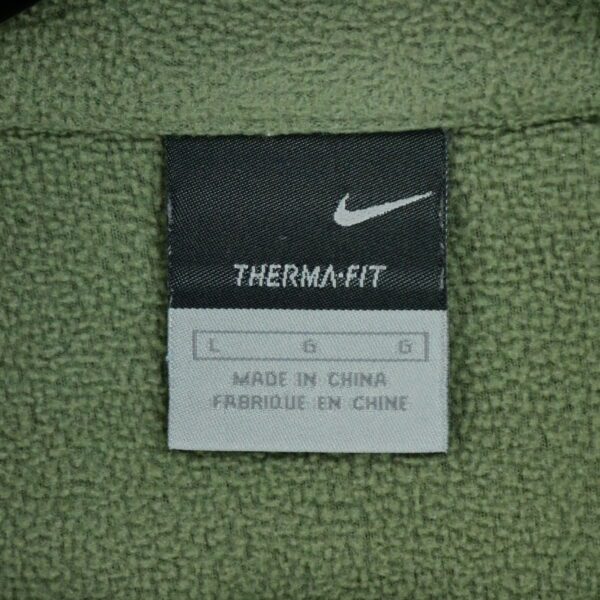 THERMA·FIT
L G G
MADE IN CHINA
FABRIQUE EN CHINE